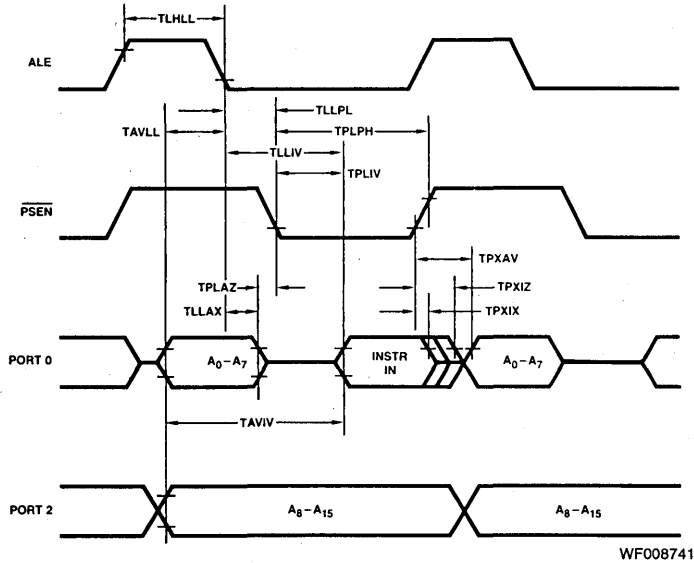 TLHLL
ALE
TLLPL
TAVLL
TPLPH
TLLIV
TPLIV
PSEN
TPXAV
TPLAZ
TPXIZ
TLLAX
TPXIX
PORT 0
A0–A7
INSTR
IN
A0–A7
TAVIV
PORT 2
A8–A15
A8–A15
WF008741